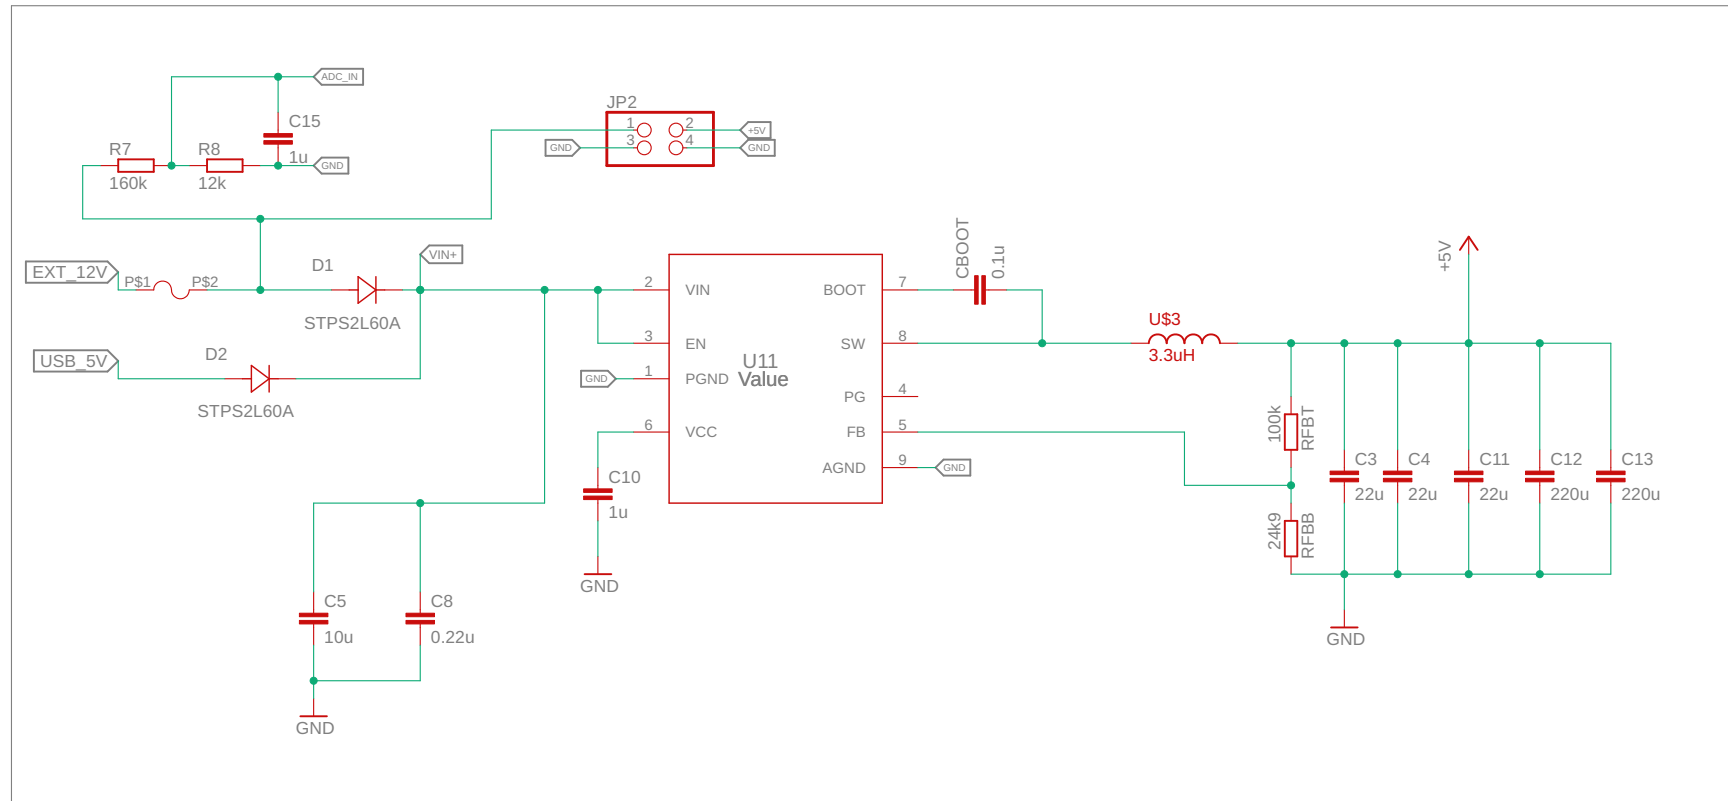 ADC_IN
JP2
C15
1
2
+5V
R7
R8
1u
GND
3
4
GND
GND
160k
12k
CBOOT
0.1u
+5V
VIN+
EXT_12V
P$1
P$2
D1
2
VIN
BOOT
7
STPS2L60A
U$3
3
EN
SW
8
3.3uH
USB_5V
D2
U11
Value
GND
1
PGND
PG
4
STPS2L60A
6
VCC
FB
5
100k
RFBT
AGND
9
GND
C10
1u
C3
22u
C4
22u
C11
22u
C12
220u
C13
220u
24k9
RFBB
GND
C5
10u
C8
0.22u
GND
GND